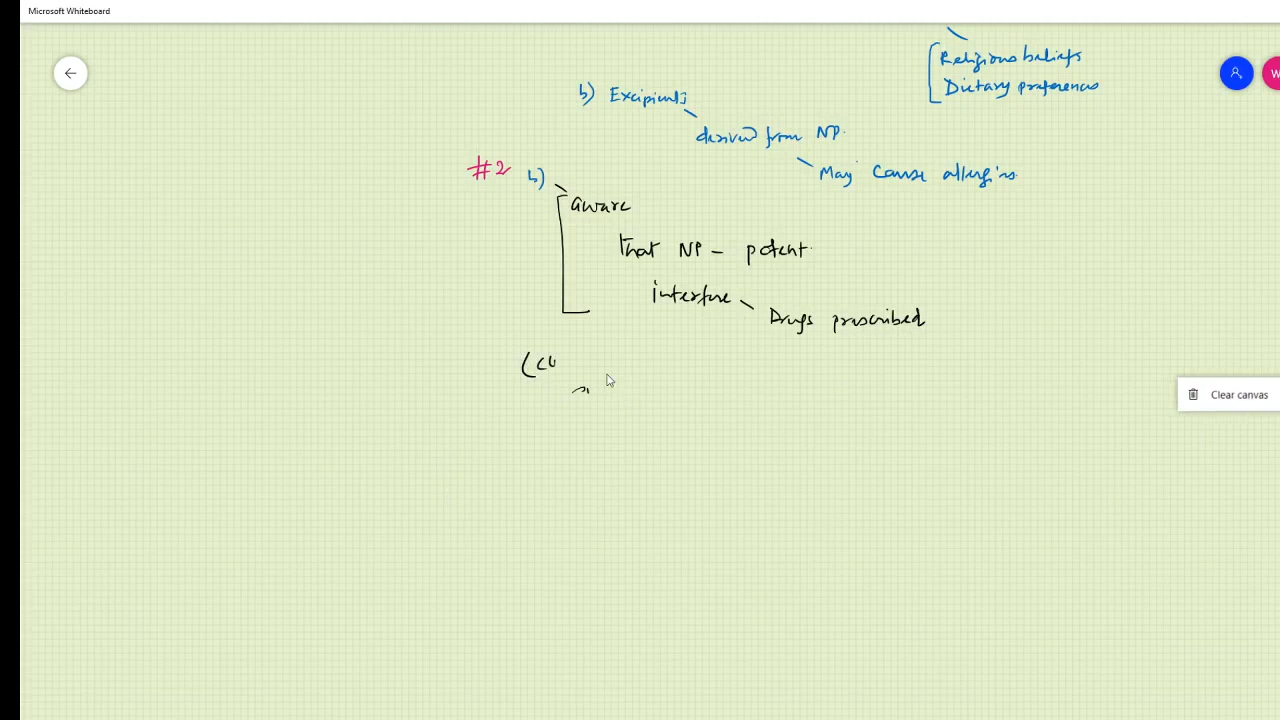 Microsoft Whiteboard
Religious beliefs
Dietary preferences
W
b) Excipients
derived from NP.
May cause allergies.
#2 b)
aware
that NP - potent
interfere
Drugs prescribed
Clear canvas